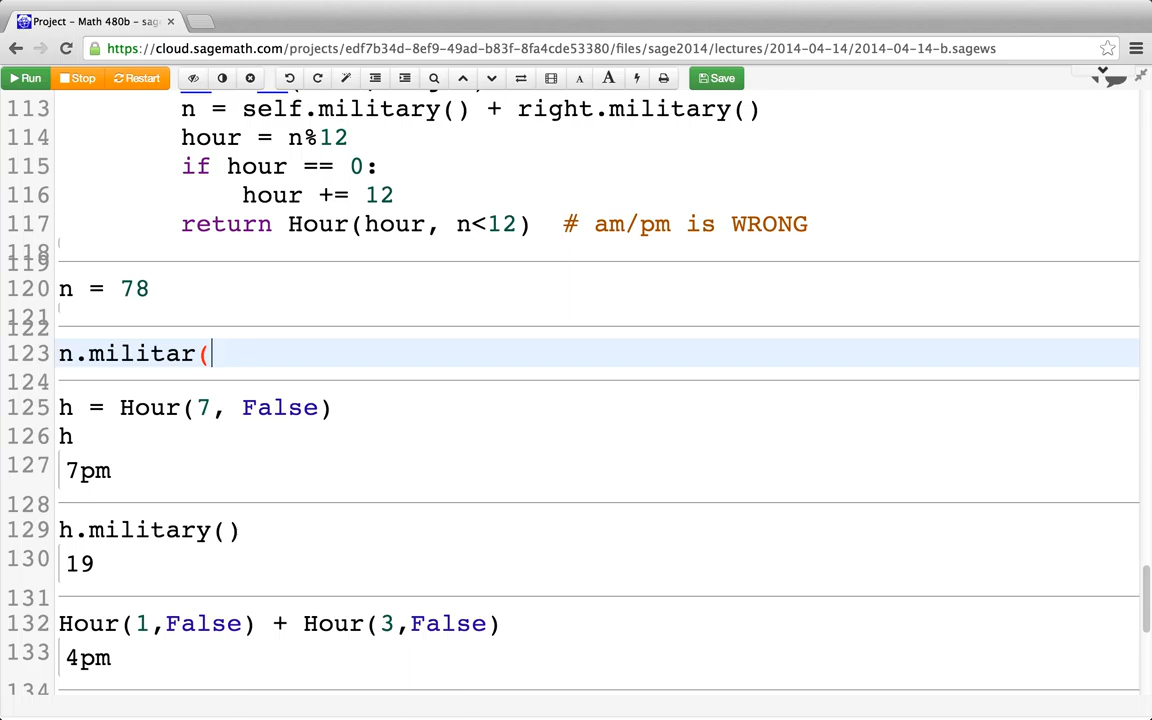 Project – Math 480b – sag
https://cloud.sagemath.com/projects/edf7b34d-8ef9-49ad-b83f-8fa4cde53380/files/sage2014/lectures/2014-04-14/2014-04-14-b.sagews
Run Stop Restart A A Save
113 n = self.military() + right.military()
114 hour = n%12
115 if hour == 0:
116 hour += 12
117 return Hour(hour, n<12) # am/pm is WRONG
118
119
120 n = 78
121
122
123 n.militar(
124
125 h = Hour(7, False)
126 h
127 7pm
128
129 h.military()
130 19
131
132 Hour(1,False) + Hour(3,False)
133 4pm
134